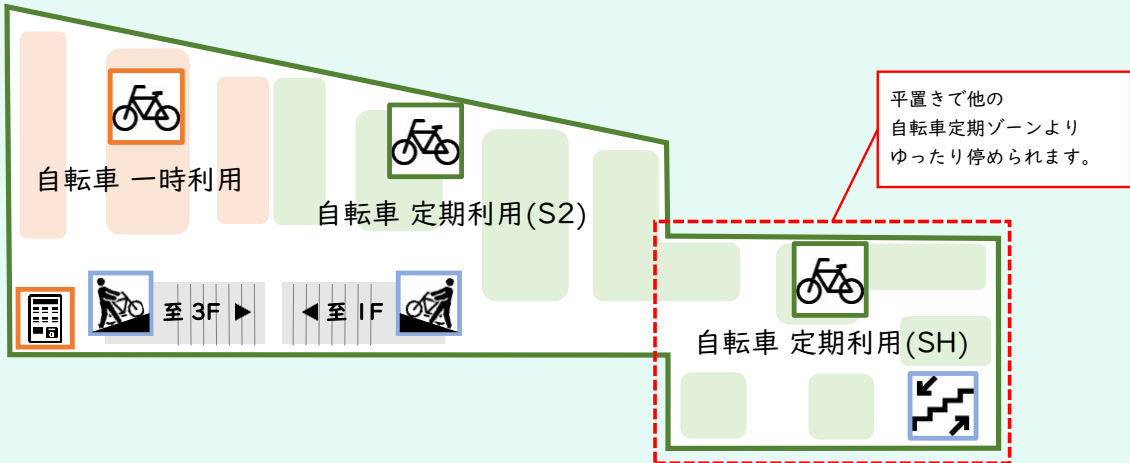 平置きで他の
自転車定期ゾーンより
ゆったり停められます。
自転車 一時利用
自転車 定期利用(S2)
至 3F ▶
◀ 至 1F
自転車 定期利用(SH)